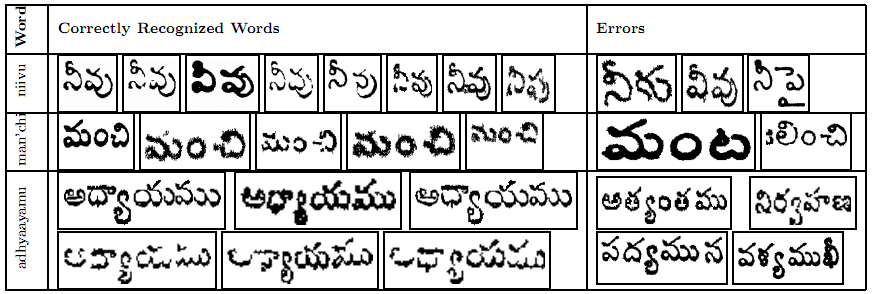 Word Correctly Recognized Words Errors
niivu నీవు నీవు నీవు నీవు నీవు నీవు నీవు నీవు నీగు వీవు నీపై
man'chi మంచి మంచి మంచి మంచి మంచి మంట కలించి
adhyaayamu అధ్యాయము అధ్యాయము అధ్యాయము అత్యంతము నిర్వహణ
అధ్యాయము అధ్యాయము అధ్యాయము పద్యమున వశ్యముఖీ